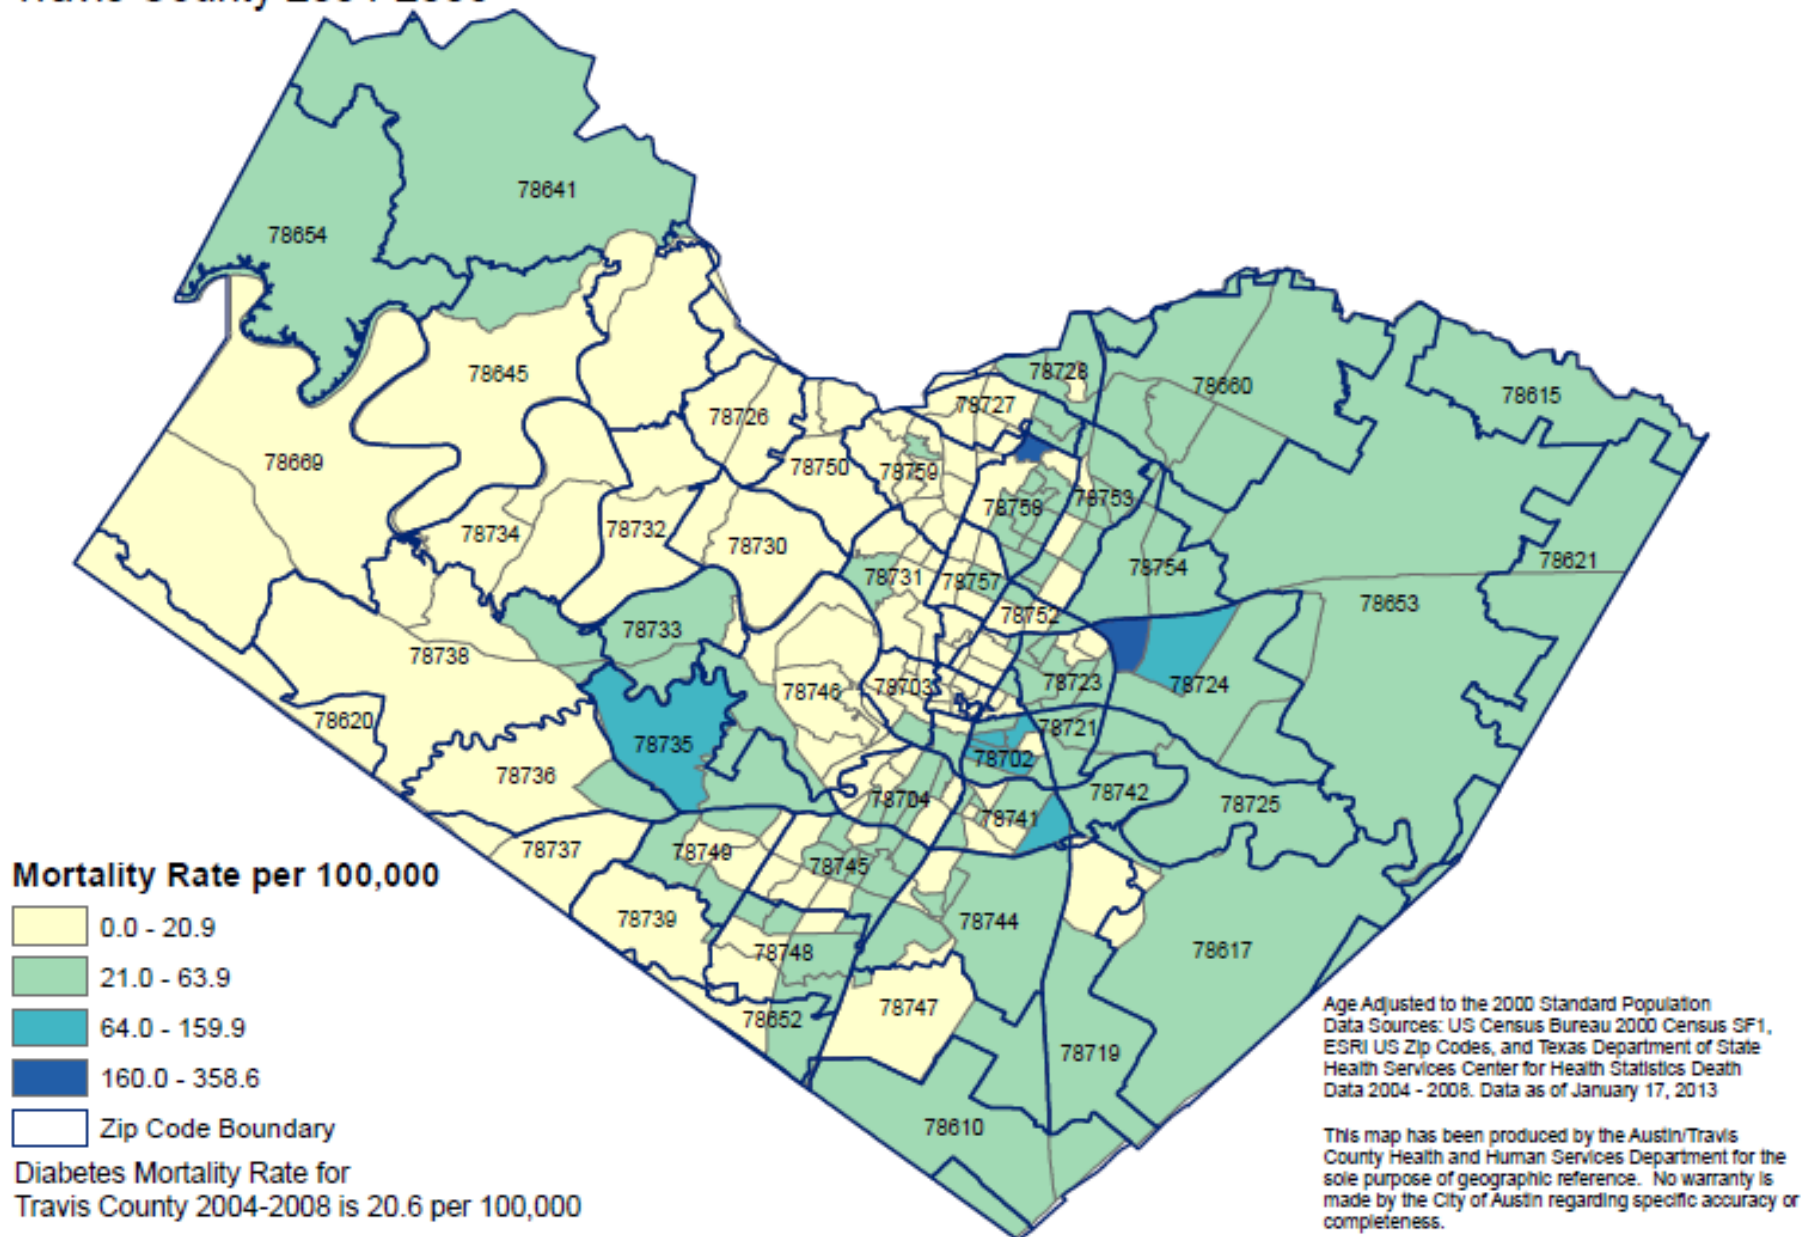 78641
78654
78645
78728
78660
78615
78726
78727
78669
78750
78759
78758
78753
78734
78732
78730
78754
78621
78731
78757
78653
78752
78733
78738
78746
78703
78723
78724
78620
78735
78721
78702
78736
78704
78742
78725
78741
78737
78749
78745
Mortality Rate per 100,000
0.0 - 20.9
21.0 - 63.9
64.0 - 159.9
160.0 - 358.6
Zip Code Boundary
Diabetes Mortality Rate for
Travis County 2004-2008 is 20.6 per 100,000
78739
78744
78748
78617
78747
78652
78719
78610
Age Adjusted to the 2000 Standard Population
Data Sources: US Census Bureau 2000 Census SF1,
ESRI US Zip Codes, and Texas Department of State
Health Services Center for Health Statistics Death
Data 2004 - 2008. Data as of January 17, 2013
This map has been produced by the Austin/Travis
County Health and Human Services Department for the
sole purpose of geographic reference. No warranty is
made by the City of Austin regarding specific accuracy or
completeness.